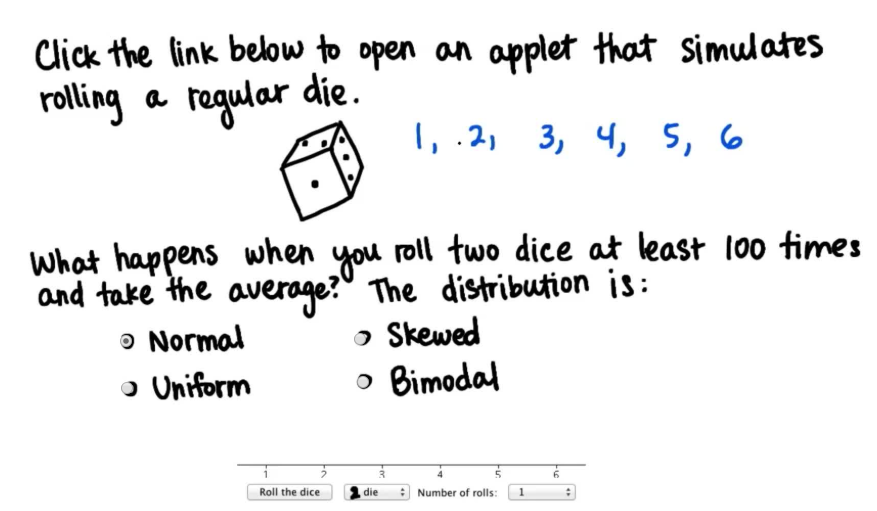 Click the link below to open an applet that simulates
rolling a regular die.
1, 2, 3, 4, 5, 6
What happens when you roll two dice at least 100 times
and take the average? The distribution is:
Normal Skewed
Uniform Bimodal
1 2 3 4 5 6
Roll the dice 2 die Number of rolls: 1